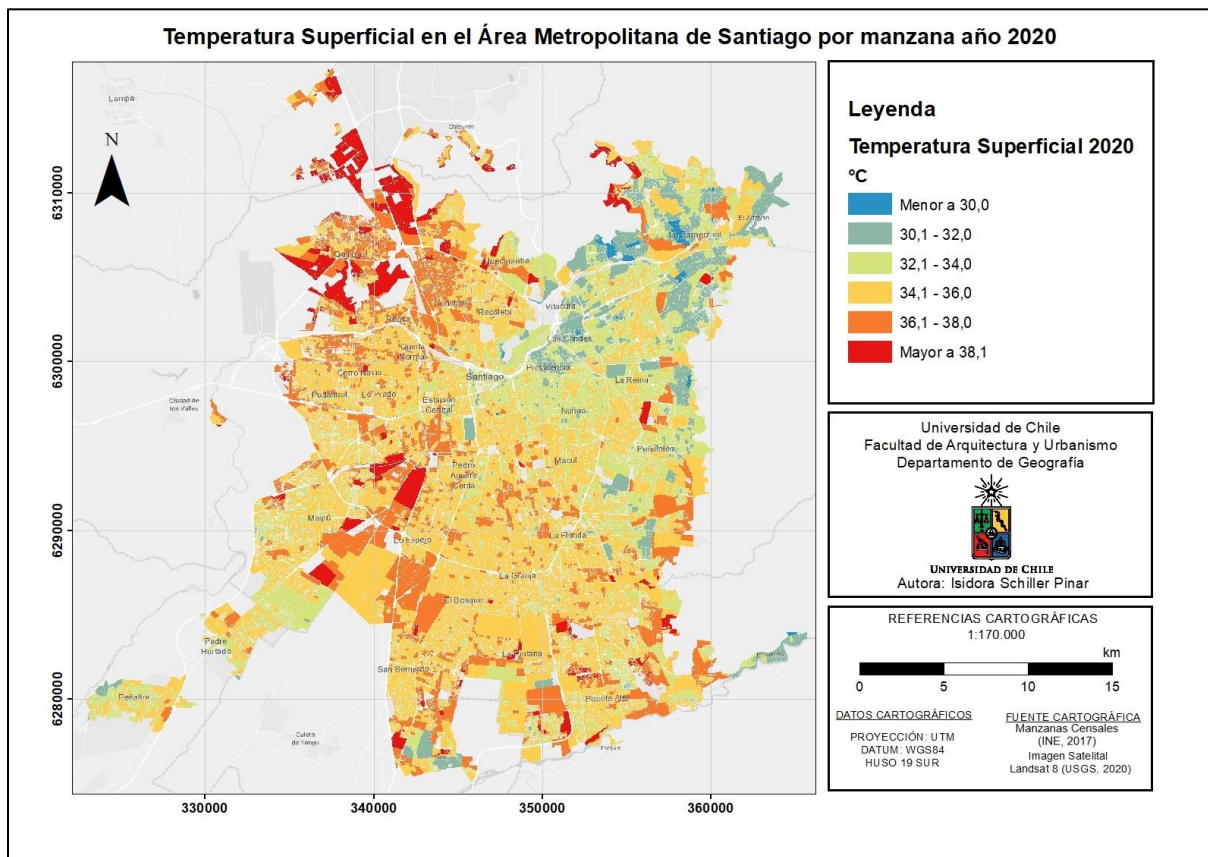 Temperatura Superficial en el Área Metropolitana de Santiago por manzana año 2020
Lampa
N
Chicureo
6310000
El Arrayán
Lo Barnechea
Quilicura
Huechuraba
Vitacura
Conchalí
Recoleta
Renca
Las Condes
6300000
Quinta
Normal
Cerro Navia
Santiago
Providencia
La Reina
Ciudad de
los Valles
Pudahuel
Lo Prado
Estación
Central
Ñuñoa
Macul
Peñalolén
Pedro
Aguirre
Cerda
Maipú
6290000
Lo Espejo
La Florida
La Granja
El Bosque
Padre
Hurtado
San Bernardo
La Pintana
Peñaflor
6280000
Puente Alto
Pirque
Calera
de Tango
330000
340000
350000
360000
Leyenda
Temperatura Superficial 2020
°C
Menor a 30,0
30,1 - 32,0
32,1 - 34,0
34,1 - 36,0
36,1 - 38,0
Mayor a 38,1
Universidad de Chile
Facultad de Arquitectura y Urbanismo
Departamento de Geografía
UNIVERSIDAD DE CHILE
Autora: Isidora Schiller Pinar
REFERENCIAS CARTOGRÁFICAS
1:170.000
km
0 5 10 15
DATOS CARTOGRÁFICOS
PROYECCIÓN: UTM
DATUM: WGS84
HUSO 19 SUR
FUENTE CARTOGRÁFICA
Manzanas Censales
(INE, 2017)
Imagen Satelital
Landsat 8 (USGS, 2020)